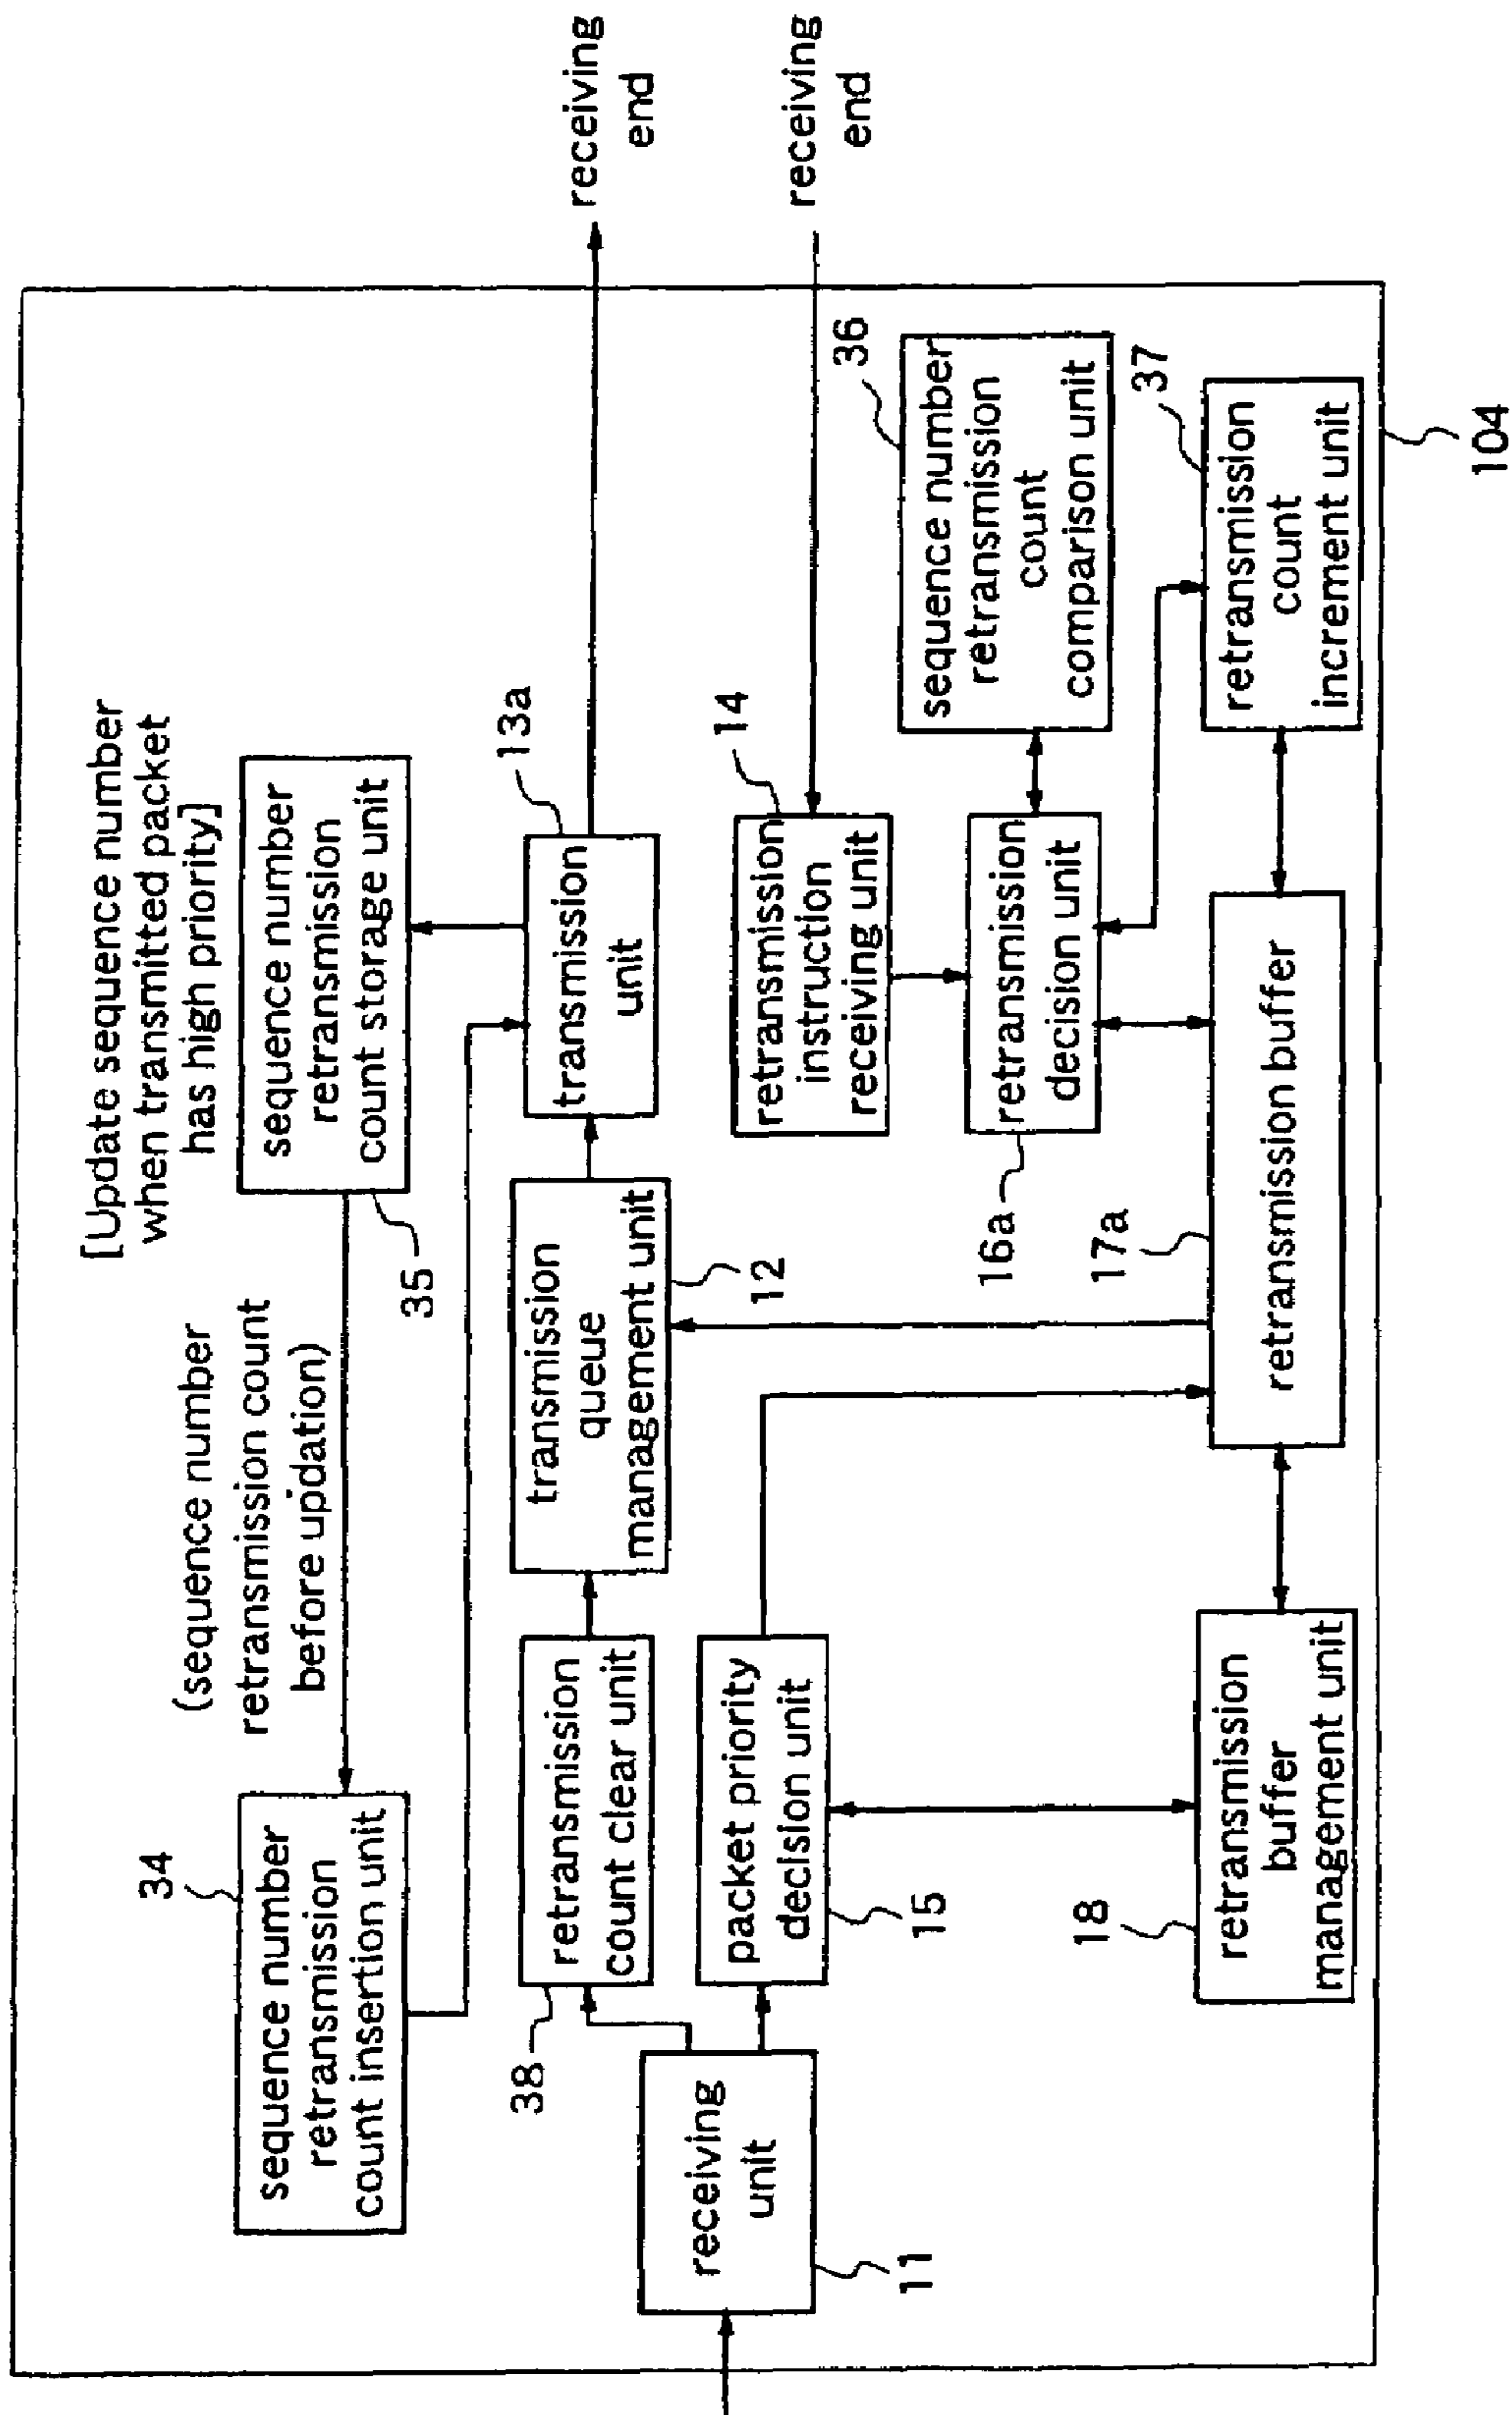 [Update sequence number
when transmitted packet
has high priority]
(sequence number
retransmission count
before updation)
34
sequence number
retransmission
count insertion unit
35
sequence number
retransmission
count storage unit
38
retransmission
count clear unit
transmission
queue
management unit
12
13a
transmission
unit
receiving
end
receiving
unit
11
packet priority
decision unit
15
14
retransmission
instruction
receiving unit
receiving
end
16a
retransmission
decision unit
36
sequence number
retransmission
count
comparison unit
18
retransmission
buffer
management unit
17a
retransmission buffer
37
retransmission
count
increment unit
104